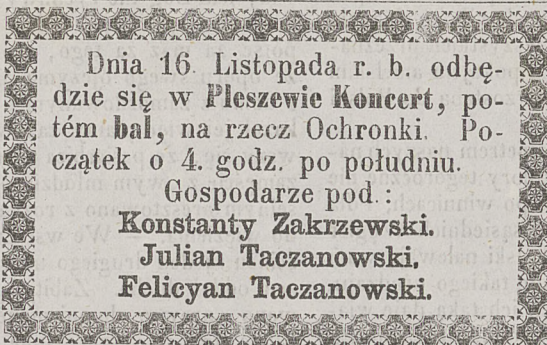 Dnia 16. Listopada r. b. odbę-
dzie się w Pleszewie Koncert, po-
tém bal, na rzecz Ochronki. Po-
czątek o 4. godz. po południu.
Gospodarze pod.:
Konstanty Zakrzewski.
Julian Taczanowski.
Felicyan Taczanowski.